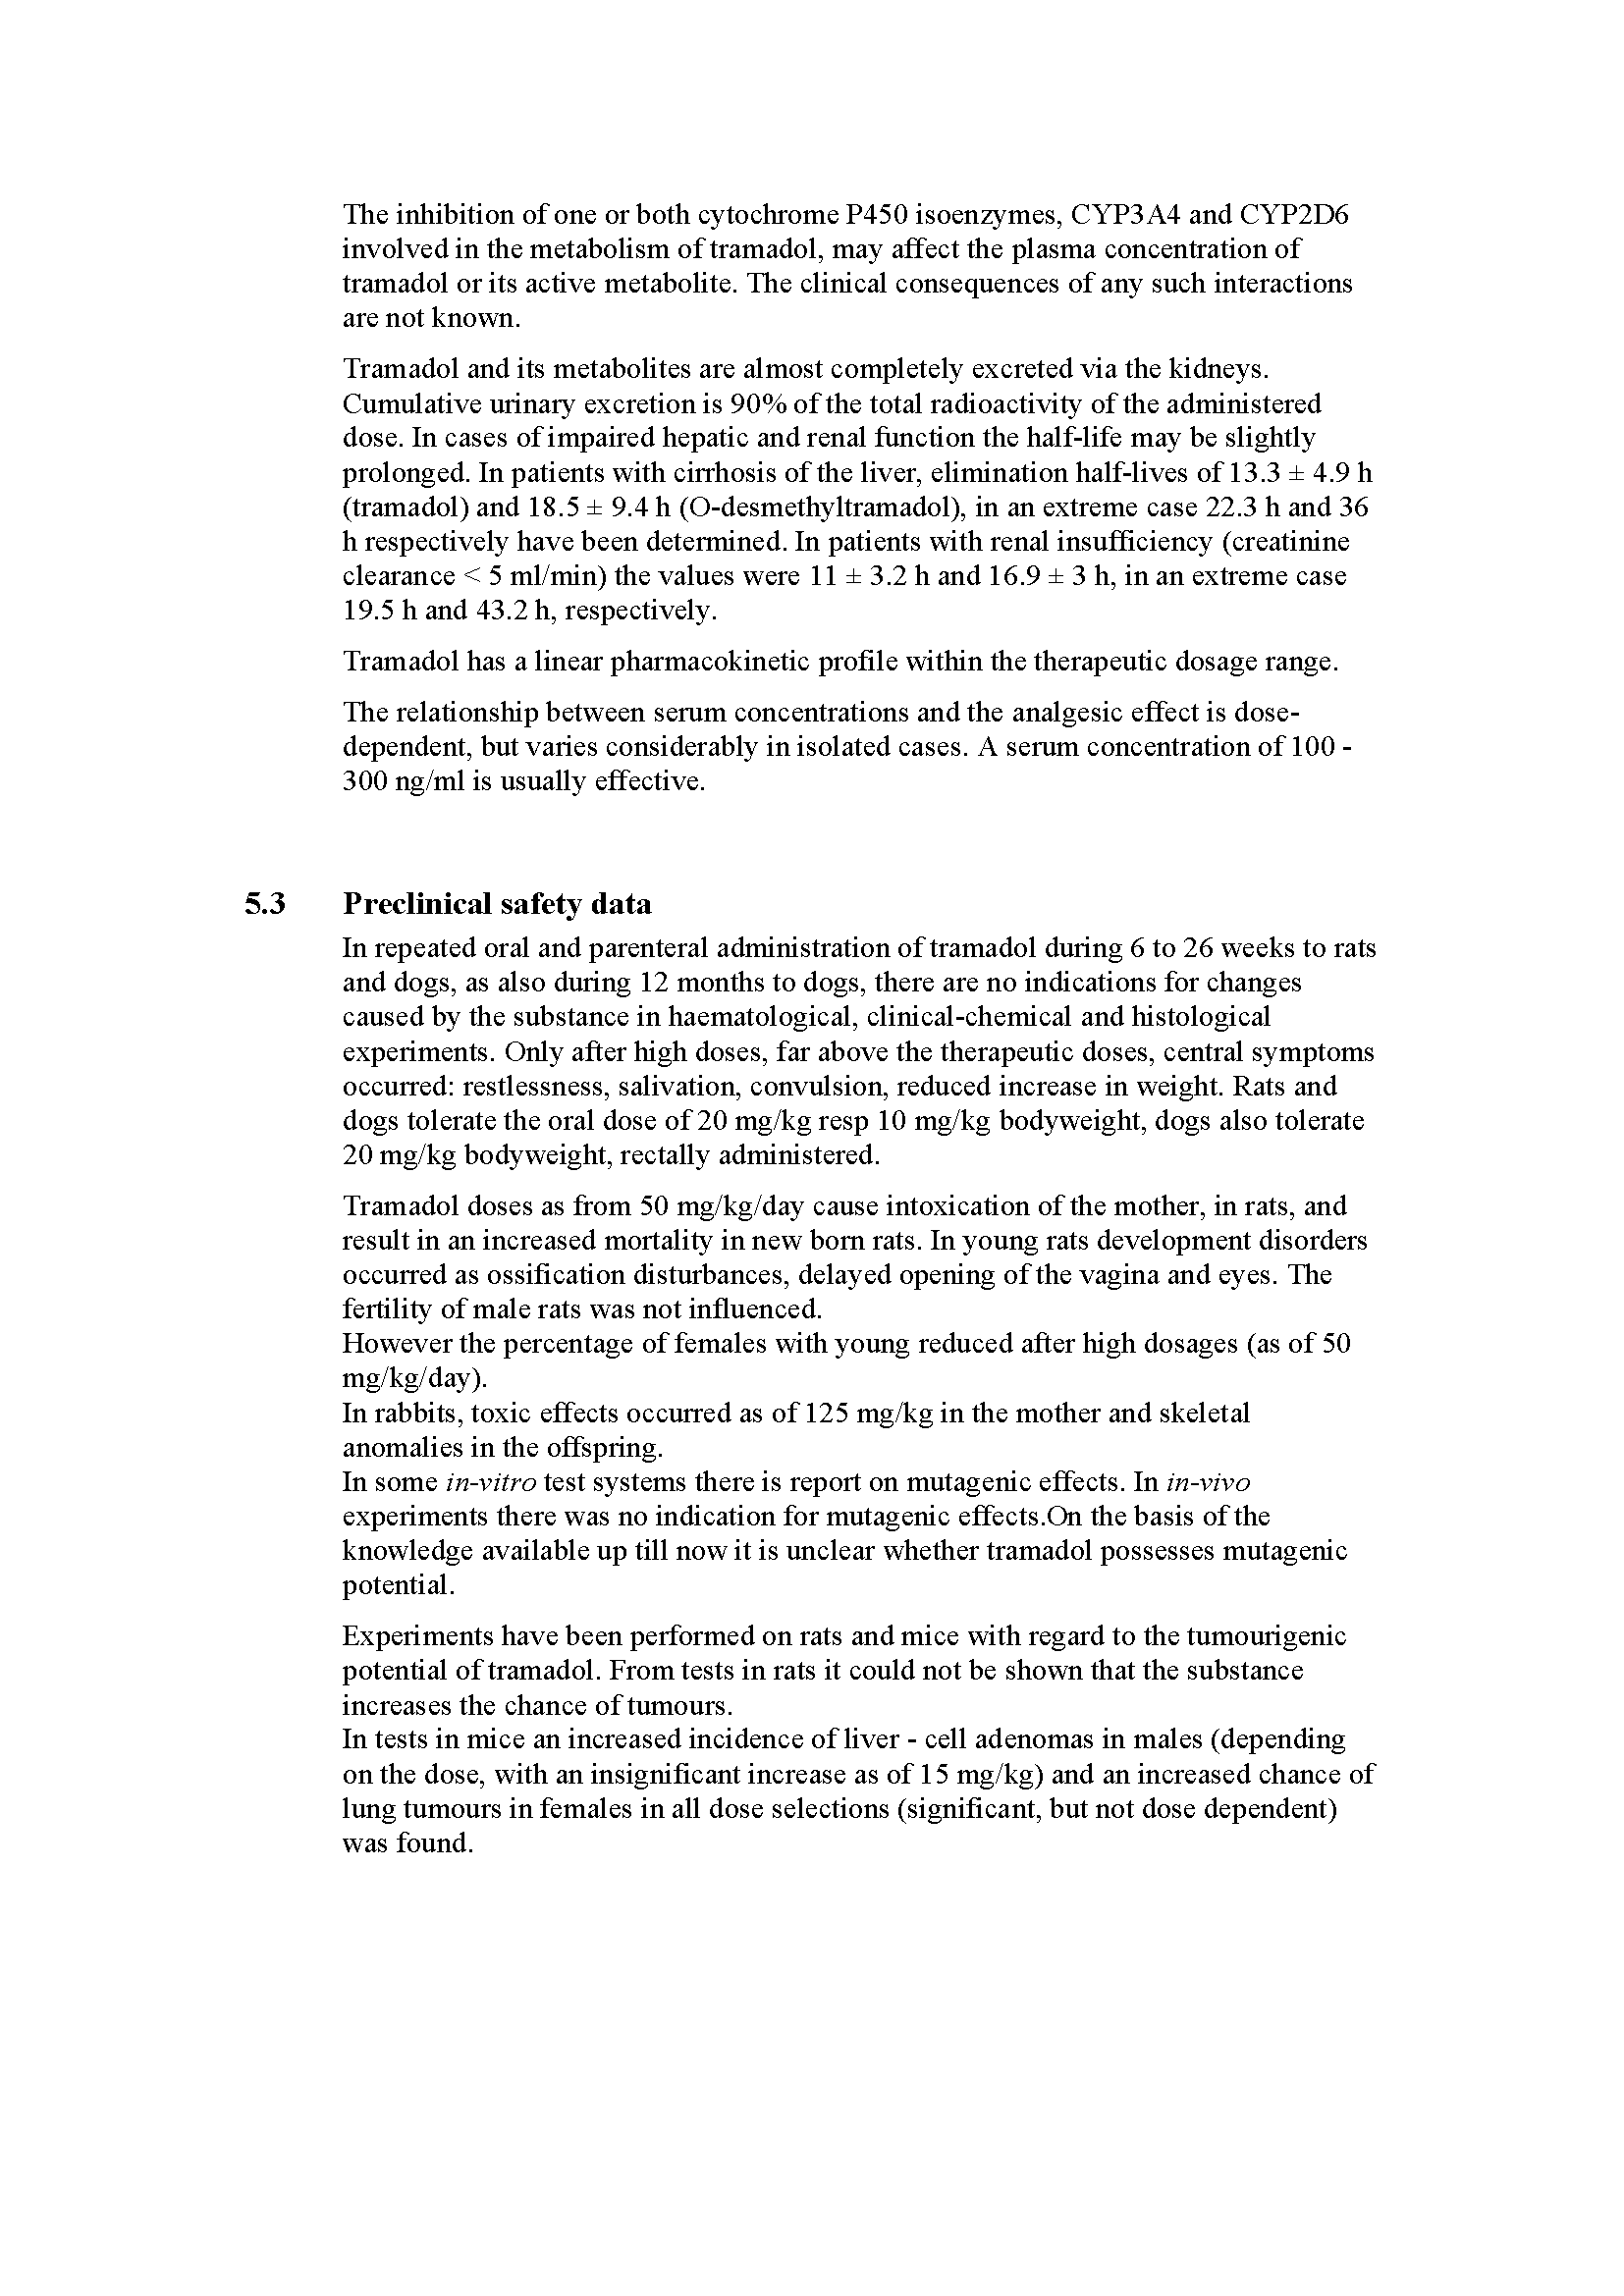 The inhibition of one or both cytochrome P450 isoenzymes, CYP3A4 and CYP2D6
involved in the metabolism of tramadol, may affect the plasma concentration of
tramadol or its active metabolite. The clinical consequences of any such interactions
are not known.
Tramadol and its metabolites are almost completely excreted via the kidneys.
Cumulative urinary excretion is 90% of the total radioactivity of the administered
dose. In cases of impaired hepatic and renal function the half-life may be slightly
prolonged. In patients with cirrhosis of the liver, elimination half-lives of 13.3 ± 4.9 h
(tramadol) and 18.5 ± 9.4 h (O-desmethyltramadol), in an extreme case 22.3 h and 36
h respectively have been determined. In patients with renal insufficiency (creatinine
clearance < 5 ml/min) the values were 11 ± 3.2 h and 16.9 ± 3 h, in an extreme case
19.5 h and 43.2 h, respectively.
Tramadol has a linear pharmacokinetic profile within the therapeutic dosage range.
The relationship between serum concentrations and the analgesic effect is dose-
dependent, but varies considerably in isolated cases. A serum concentration of 100 -
300 ng/ml is usually effective.
5.3 Preclinical safety data
In repeated oral and parenteral administration of tramadol during 6 to 26 weeks to rats
and dogs, as also during 12 months to dogs, there are no indications for changes
caused by the substance in haematological, clinical-chemical and histological
experiments. Only after high doses, far above the therapeutic doses, central symptoms
occurred: restlessness, salivation, convulsion, reduced increase in weight. Rats and
dogs tolerate the oral dose of 20 mg/kg resp 10 mg/kg bodyweight, dogs also tolerate
20 mg/kg bodyweight, rectally administered.
Tramadol doses as from 50 mg/kg/day cause intoxication of the mother, in rats, and
result in an increased mortality in new born rats. In young rats development disorders
occurred as ossification disturbances, delayed opening of the vagina and eyes. The
fertility of male rats was not influenced.
However the percentage of females with young reduced after high dosages (as of 50
mg/kg/day).
In rabbits, toxic effects occurred as of 125 mg/kg in the mother and skeletal
anomalies in the offspring.
In some in-vitro test systems there is report on mutagenic effects. In in-vivo
experiments there was no indication for mutagenic effects.On the basis of the
knowledge available up till now it is unclear whether tramadol possesses mutagenic
potential.
Experiments have been performed on rats and mice with regard to the tumourigenic
potential of tramadol. From tests in rats it could not be shown that the substance
increases the chance of tumours.
In tests in mice an increased incidence of liver - cell adenomas in males (depending
on the dose, with an insignificant increase as of 15 mg/kg) and an increased chance of
lung tumours in females in all dose selections (significant, but not dose dependent)
was found.